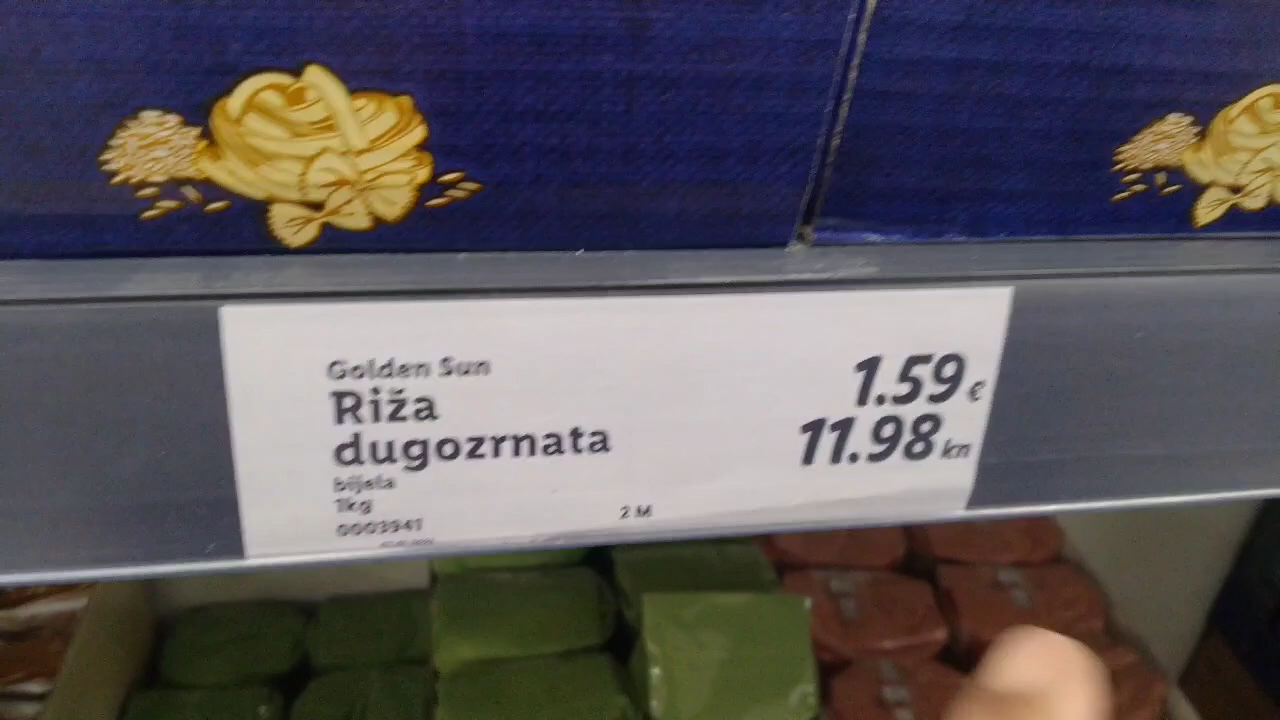 Golden Sun
Riža
dugozrnata
bijela
1kg
0003941
2 M
1.59 €
11.98 kn